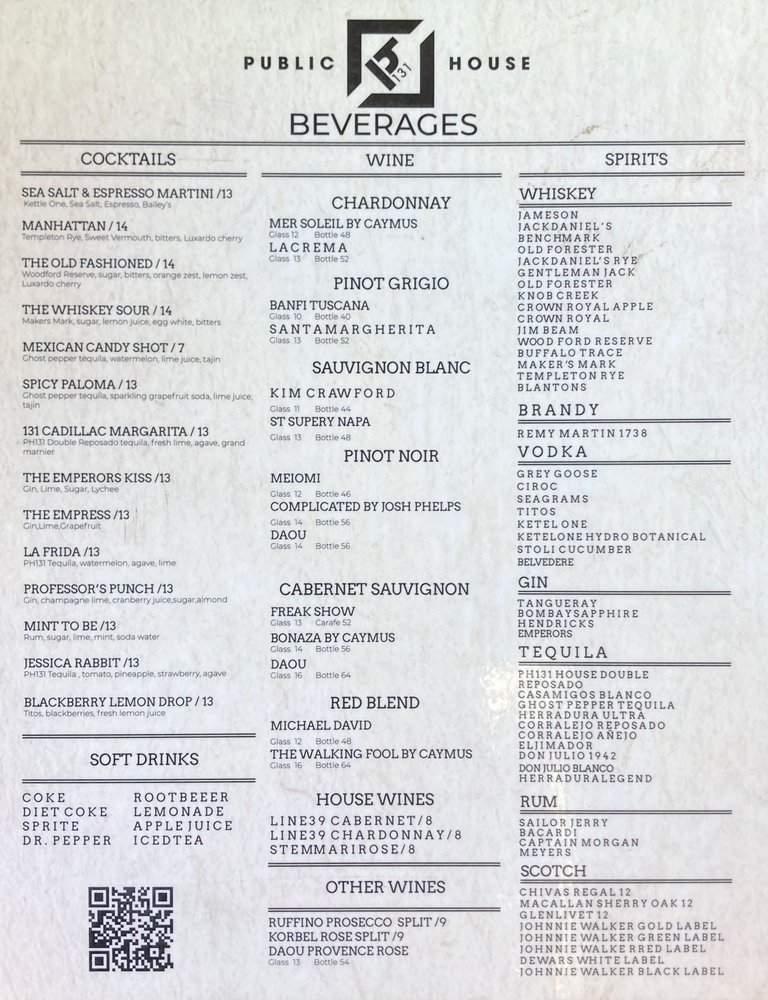 PUBLIC HOUSE
131
BEVERAGES
COCKTAILS
SEA SALT & ESPRESSO MARTINI /13
Kettle One, Sea Salt, Espresso, Bailey's
MANHATTAN / 14
Templeton Rye, Sweet Vermouth, bitters, Luxardo cherry
THE OLD FASHIONED / 14
Woodford Reserve, sugar, bitters, orange zest, lemon zest,
Luxardo cherry
THE WHISKEY SOUR / 14
Makers Mark, sugar, lemon juice, egg white, bitters
MEXICAN CANDY SHOT / 7
Ghost pepper tequila, watermelon, lime juice, tajin
SPICY PALOMA / 13
Ghost pepper tequila, sparkling grapefruit soda, lime juice,
tajin
131 CADILLAC MARGARITA / 13
PH131 Double Reposado tequila, fresh lime, agave, grand
marnier
THE EMPERORS KISS /13
Gin, Lime, Sugar, Lychee
THE EMPRESS /13
Gin,Lime,Grapefruit
LA FRIDA /13
PH131 Tequila, watermelon, agave, lime
PROFESSOR'S PUNCH /13
Gin, champagne lime, cranberry juice,sugar,almond
MINT TO BE /13
Rum, sugar, lime, mint, soda water
JESSICA RABBIT /13
PH131 Tequila , tomato, pineapple, strawberry, agave
BLACKBERRY LEMON DROP / 13
Titos, blackberries, fresh lemon juice
SOFT DRINKS
COKE
DIET COKE
SPRITE
DR. PEPPER
ROOTBEEER
LEMONADE
APPLE JUICE
ICEDTEA
WINE
CHARDONNAY
MER SOLEIL BY CAYMUS
Glass 12 Bottle 48
LACREMA
Glass 13 Bottle 52
PINOT GRIGIO
BANFI TUSCANA
Glass 10 Bottle 40
SANTAMARGHERITA
Glass 13 Bottle 52
SAUVIGNON BLANC
KIM CRAWFORD
Glass 11 Bottle 44
ST SUPERY NAPA
Glass 13 Bottle 48
PINOT NOIR
MEIOMI
Glass 12 Bottle 46
COMPLICATED BY JOSH PHELPS
Glass 14 Bottle 56
DAOU
Glass 14 Bottle 56
CABERNET SAUVIGNON
FREAK SHOW
Glass 13 Carafe 52
BONAZA BY CAYMUS
Glass 14 Bottle 56
DAOU
Glass 16 Bottle 64
RED BLEND
MICHAEL DAVID
Glass 12 Bottle 48
THE WALKING FOOL BY CAYMUS
Glass 16 Bottle 64
HOUSE WINES
LINE39 CABERNET/8
LINE39 CHARDONNAY/8
STEMMARIROSE/8
OTHER WINES
RUFFINO PROSECCO SPLIT /9
KORBEL ROSE SPLIT /9
DAOU PROVENCE ROSE
Glass 13 Bottle 54
SPIRITS
WHISKEY
JAMESON
JACKDANIEL'S
BENCHMARK
OLD FORESTER
JACKDANIEL'S RYE
GENTLEMAN JACK
OLD FORESTER
KNOB CREEK
CROWN ROYAL APPLE
CROWN ROYAL
JIM BEAM
WOOD FORD RESERVE
BUFFALO TRACE
MAKER'S MARK
TEMPLETON RYE
BLANTONS
BRANDY
REMY MARTIN 1738
VODKA
GREY GOOSE
CIROC
SEAGRAMS
TITOS
KETEL ONE
KETELONE HYDRO BOTANICAL
STOLI CUCUMBER
BELVEDERE
GIN
TANGUERAY
BOMBAYSAPPHIRE
HENDRICKS
EMPERORS
TEQUILA
PH131 HOUSE DOUBLE
REPOSADO
CASAMIGOS BLANCO
GHOST PEPPER TEQUILA
HERRADURA ULTRA
CORRALEJO REPOSADO
CORRALEJO AÑEJO
ELJIMADOR
DON JULIO 1942
DON JULIO BLANCO
HERRADURALEGEND
RUM
SAILOR JERRY
BACARDI
CAPTAIN MORGAN
MEYERS
SCOTCH
CHIVAS REGAL 12
MACALLAN SHERRY OAK 12
GLENLIVET 12
JOHNNIE WALKER GOLD LABEL
JOHNNIE WALKER GREEN LABEL
JOHNNIE WALKER RRED LABEL
DEWARS WHITE LABEL
JOHNNIE WALKER BLACK LABEL